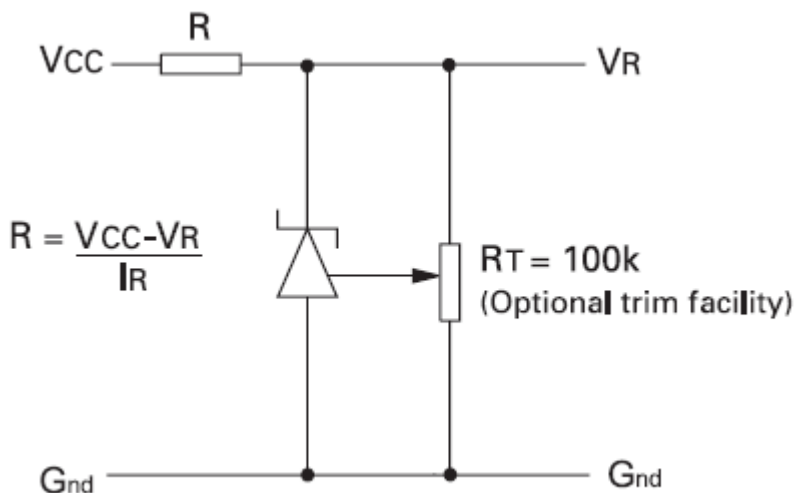 R
VCC
VR
R = VCC-VR
IR
RT = 100k
(Optional trim facility)
Gnd
Gnd